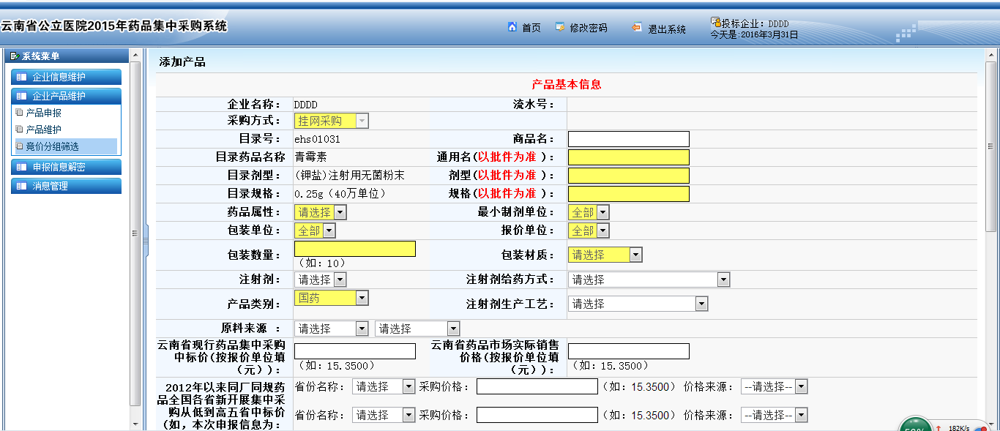 云南省公立医院2015年药品集中采购系统
首页 修改密码 退出系统
投标企业：DDDD
今天是:2016年3月31日
系统菜单
企业信息维护
企业产品维护
产品申报
产品维护
竞价分组筛选
申报信息解密
消息管理
添加产品
产品基本信息
企业名称： DDDD 流水号：
采购方式： 挂网采购
目录号： ehs01031 商品名：
目录药品名称 青霉素 通用名(以批件为准 )：
目录剂型： (钾盐)注射用无菌粉末 剂型(以批件为准 )：
目录规格： 0.25g（40万单位） 规格(以批件为准 )：
药品属性： 请选择 最小制剂单位： 全部
包装单位： 全部 报价单位： 全部
包装数量： （如：10） 包装材质： 请选择
注射剂： 请选择 注射剂给药方式： 请选择
产品类别： 国药 注射剂生产工艺： 请选择
原料来源 ： 请选择 请选择
云南省现行药品集中采购
中标价(按报价单位填
（元）)：
（如：15.3500）
云南省药品市场实际销售
价格(按报价单位填
（元）)：
（如：15.3500）
2012年以来同厂同规药
品全国各省新开展集中采
购从低到高五省中标价
（如，本次申报信息为：
省份名称： 请选择 采购价格： （如：15.3500）价格来源： --请选择--
省份名称： 请选择 采购价格： （如：15.3500）价格来源： --请选择--
182K/s